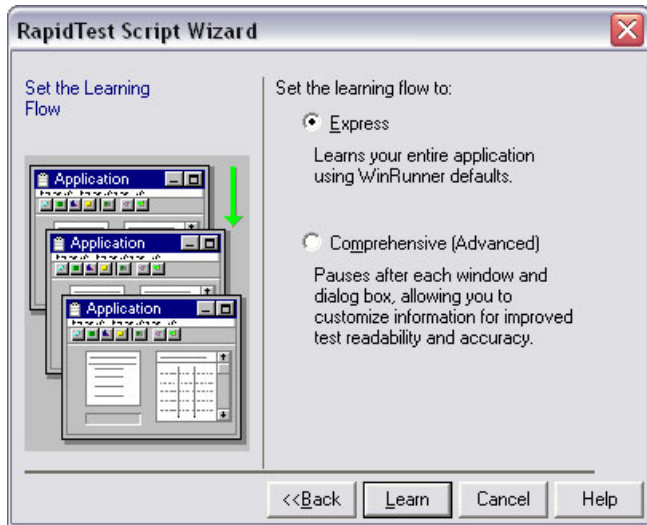 RapidTest Script Wizard
Set the Learning
Flow
Application
Application
Application
Set the learning flow to:
Express
Learns your entire application
using WinRunner defaults.
Comprehensive (Advanced)
Pauses after each window and
dialog box, allowing you to
customize information for improved
test readability and accuracy.
<<Back
Learn
Cancel
Help